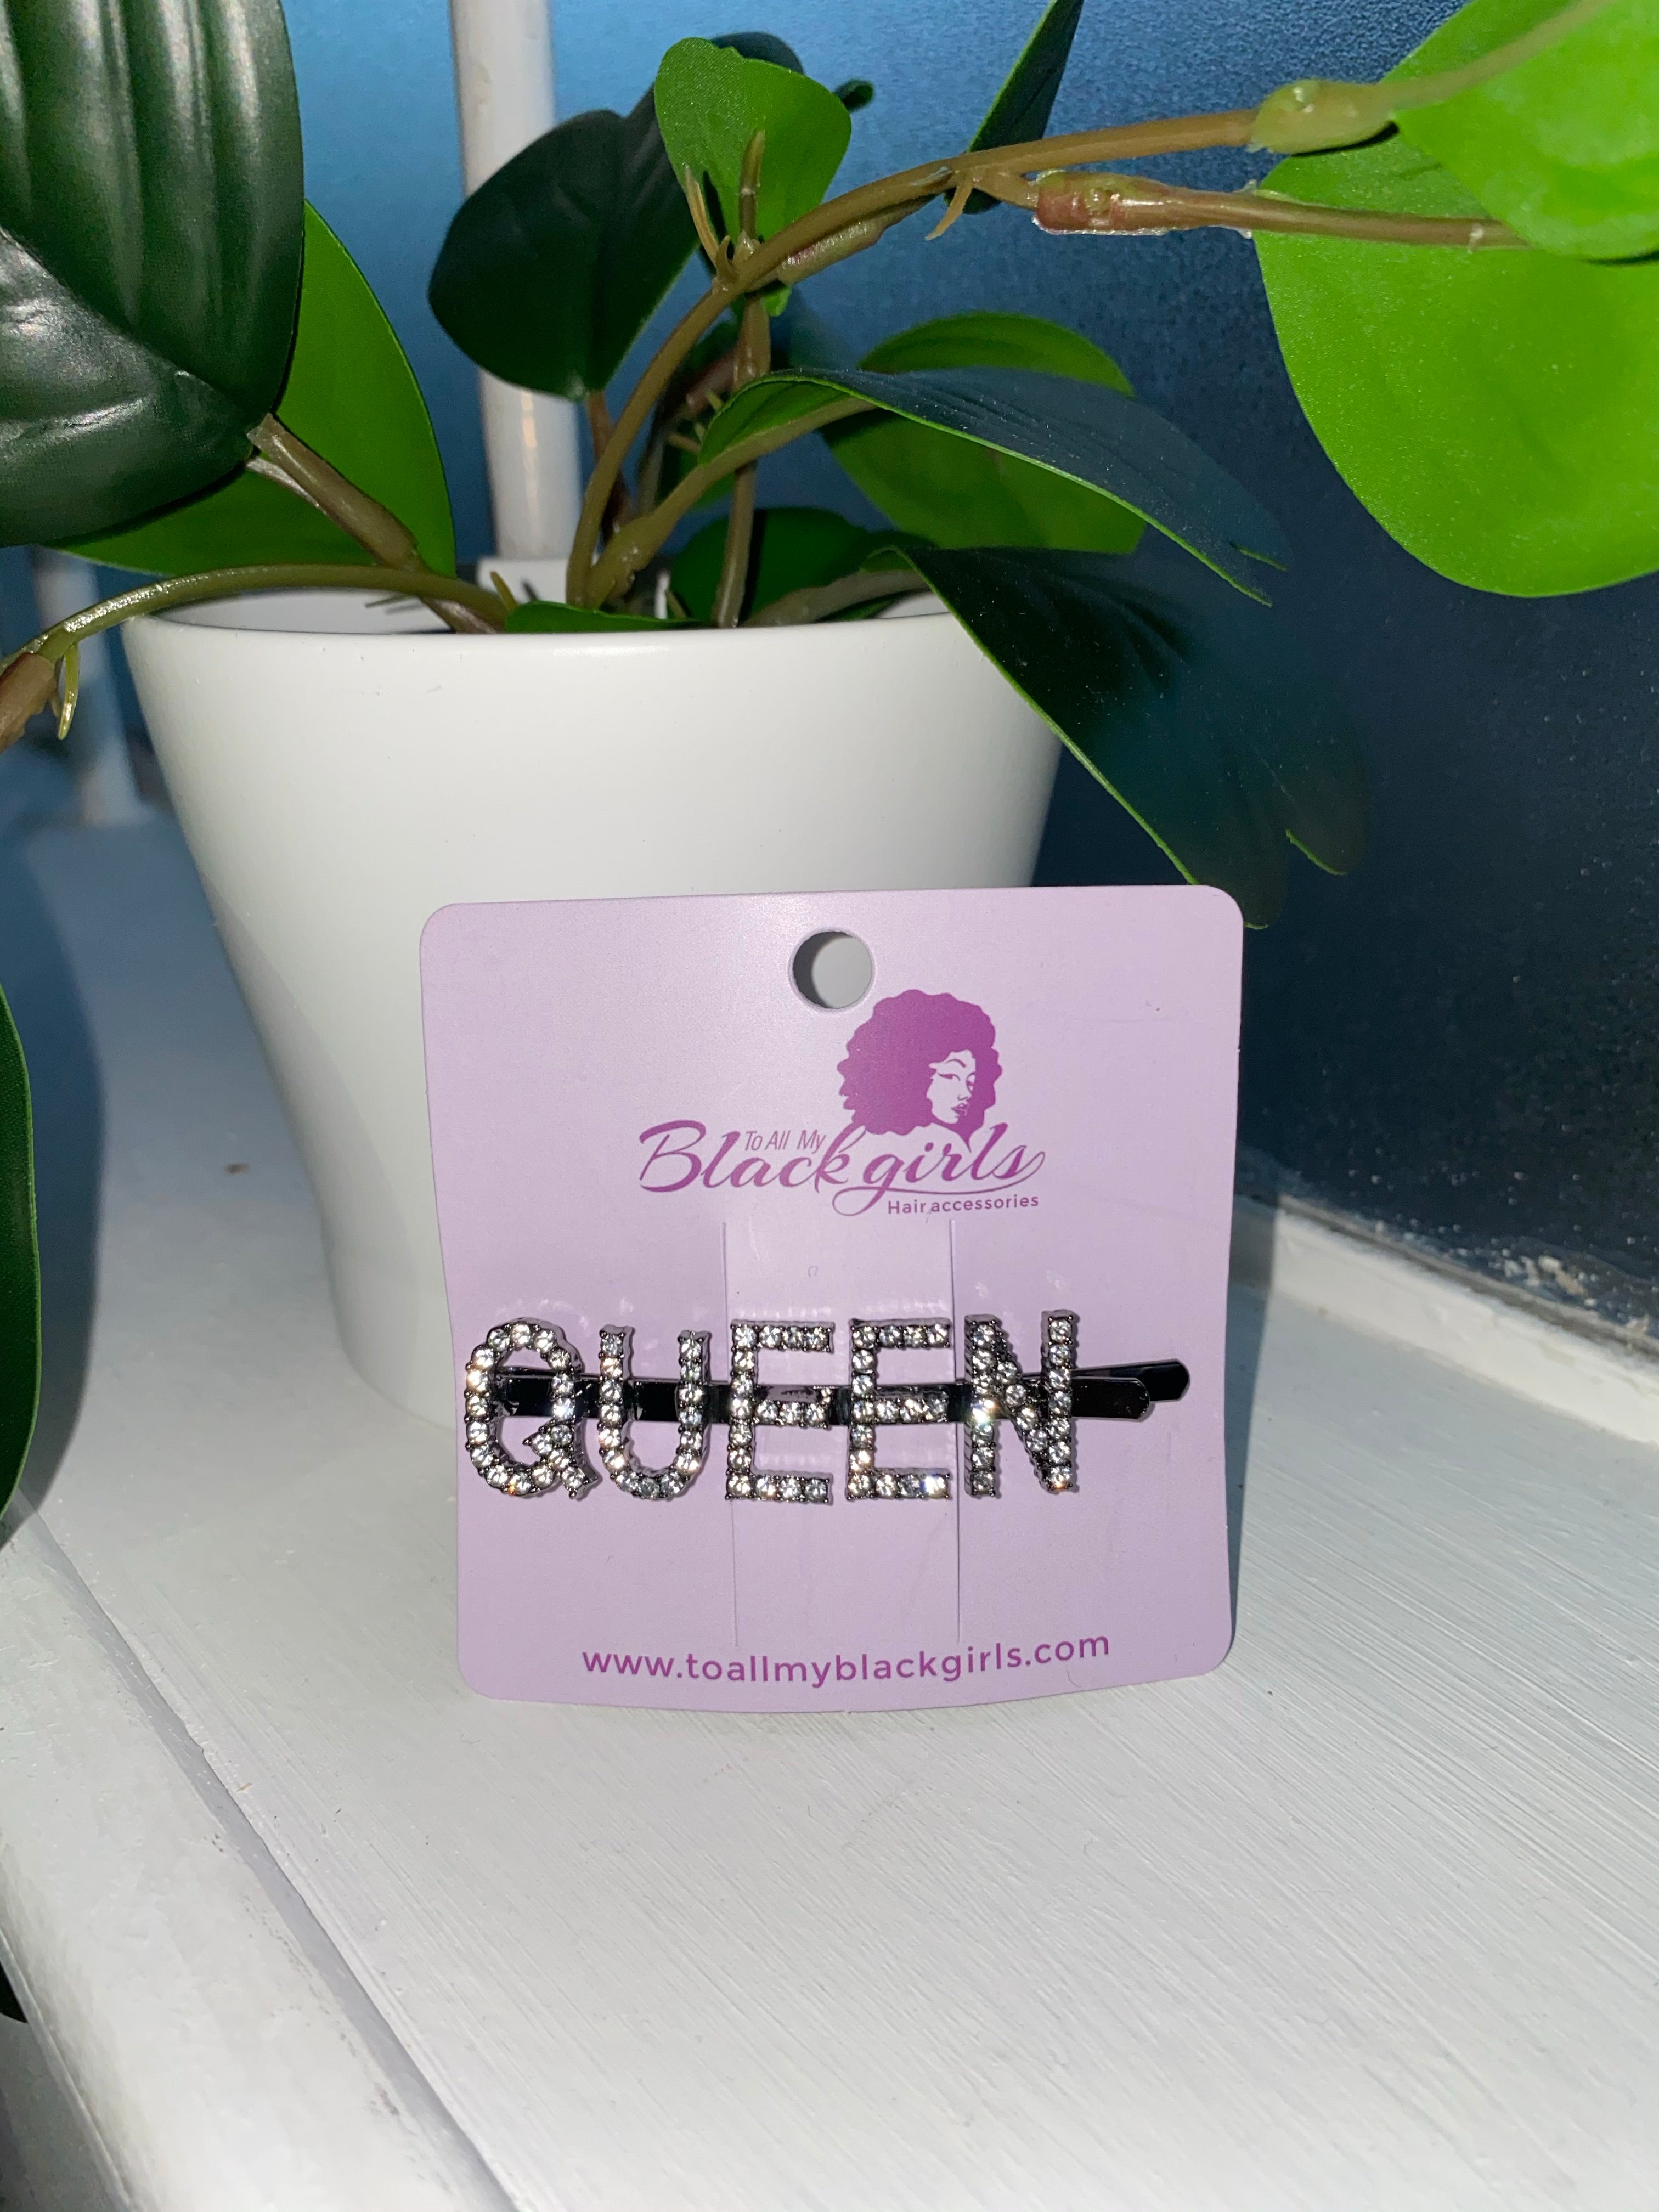 To All My
Black girls
Hair accessories
QUEEN
www.toallmyblackgirls.com